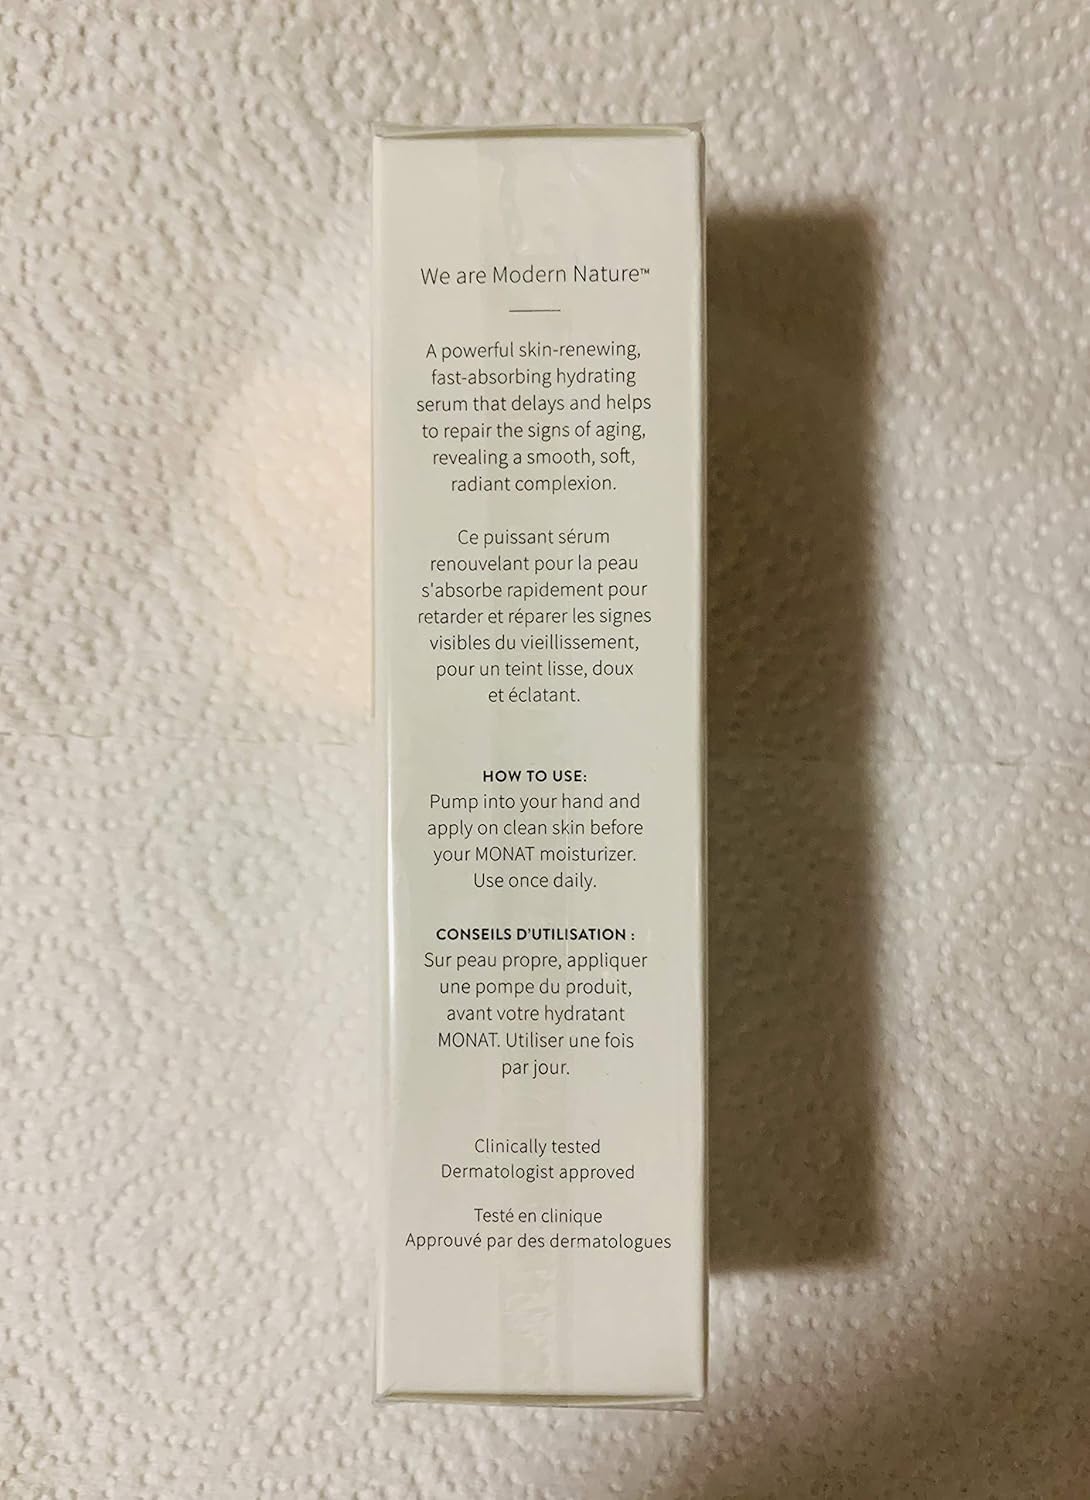 We are Modern Nature™
A powerful skin-renewing,
fast-absorbing hydrating
serum that delays and helps
to repair the signs of aging,
revealing a smooth, soft,
radiant complexion.
Ce puissant sérum
renouvelant pour la peau
s'absorbe rapidement pour
retarder et réparer les signes
visibles du vieillissement,
pour un teint lisse, doux
et éclatant.
HOW TO USE:
Pump into your hand and
apply on clean skin before
your MONAT moisturizer.
Use once daily.
CONSEILS D'UTILISATION :
Sur peau propre, appliquer
une pompe du produit,
avant votre hydratant
MONAT. Utiliser une fois
par jour.
Clinically tested
Dermatologist approved
Testé en clinique
Approuvé par des dermatologues